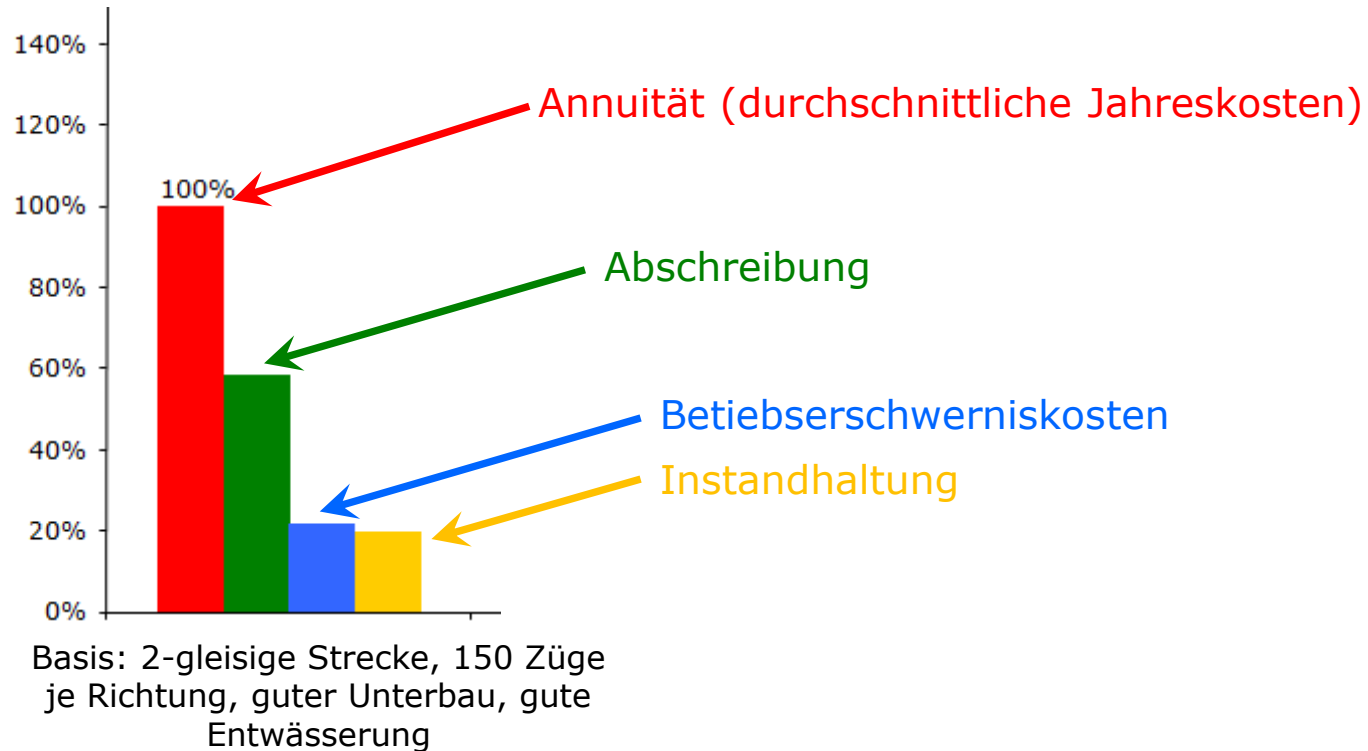 140%
120%
100%
80%
60%
40%
20%
0%
100%
Annuität (durchschnittliche Jahreskosten)
Abschreibung
Betiebserschwerniskosten
Instandhaltung
Basis: 2-gleisige Strecke, 150 Züge
je Richtung, guter Unterbau, gute
Entwässerung